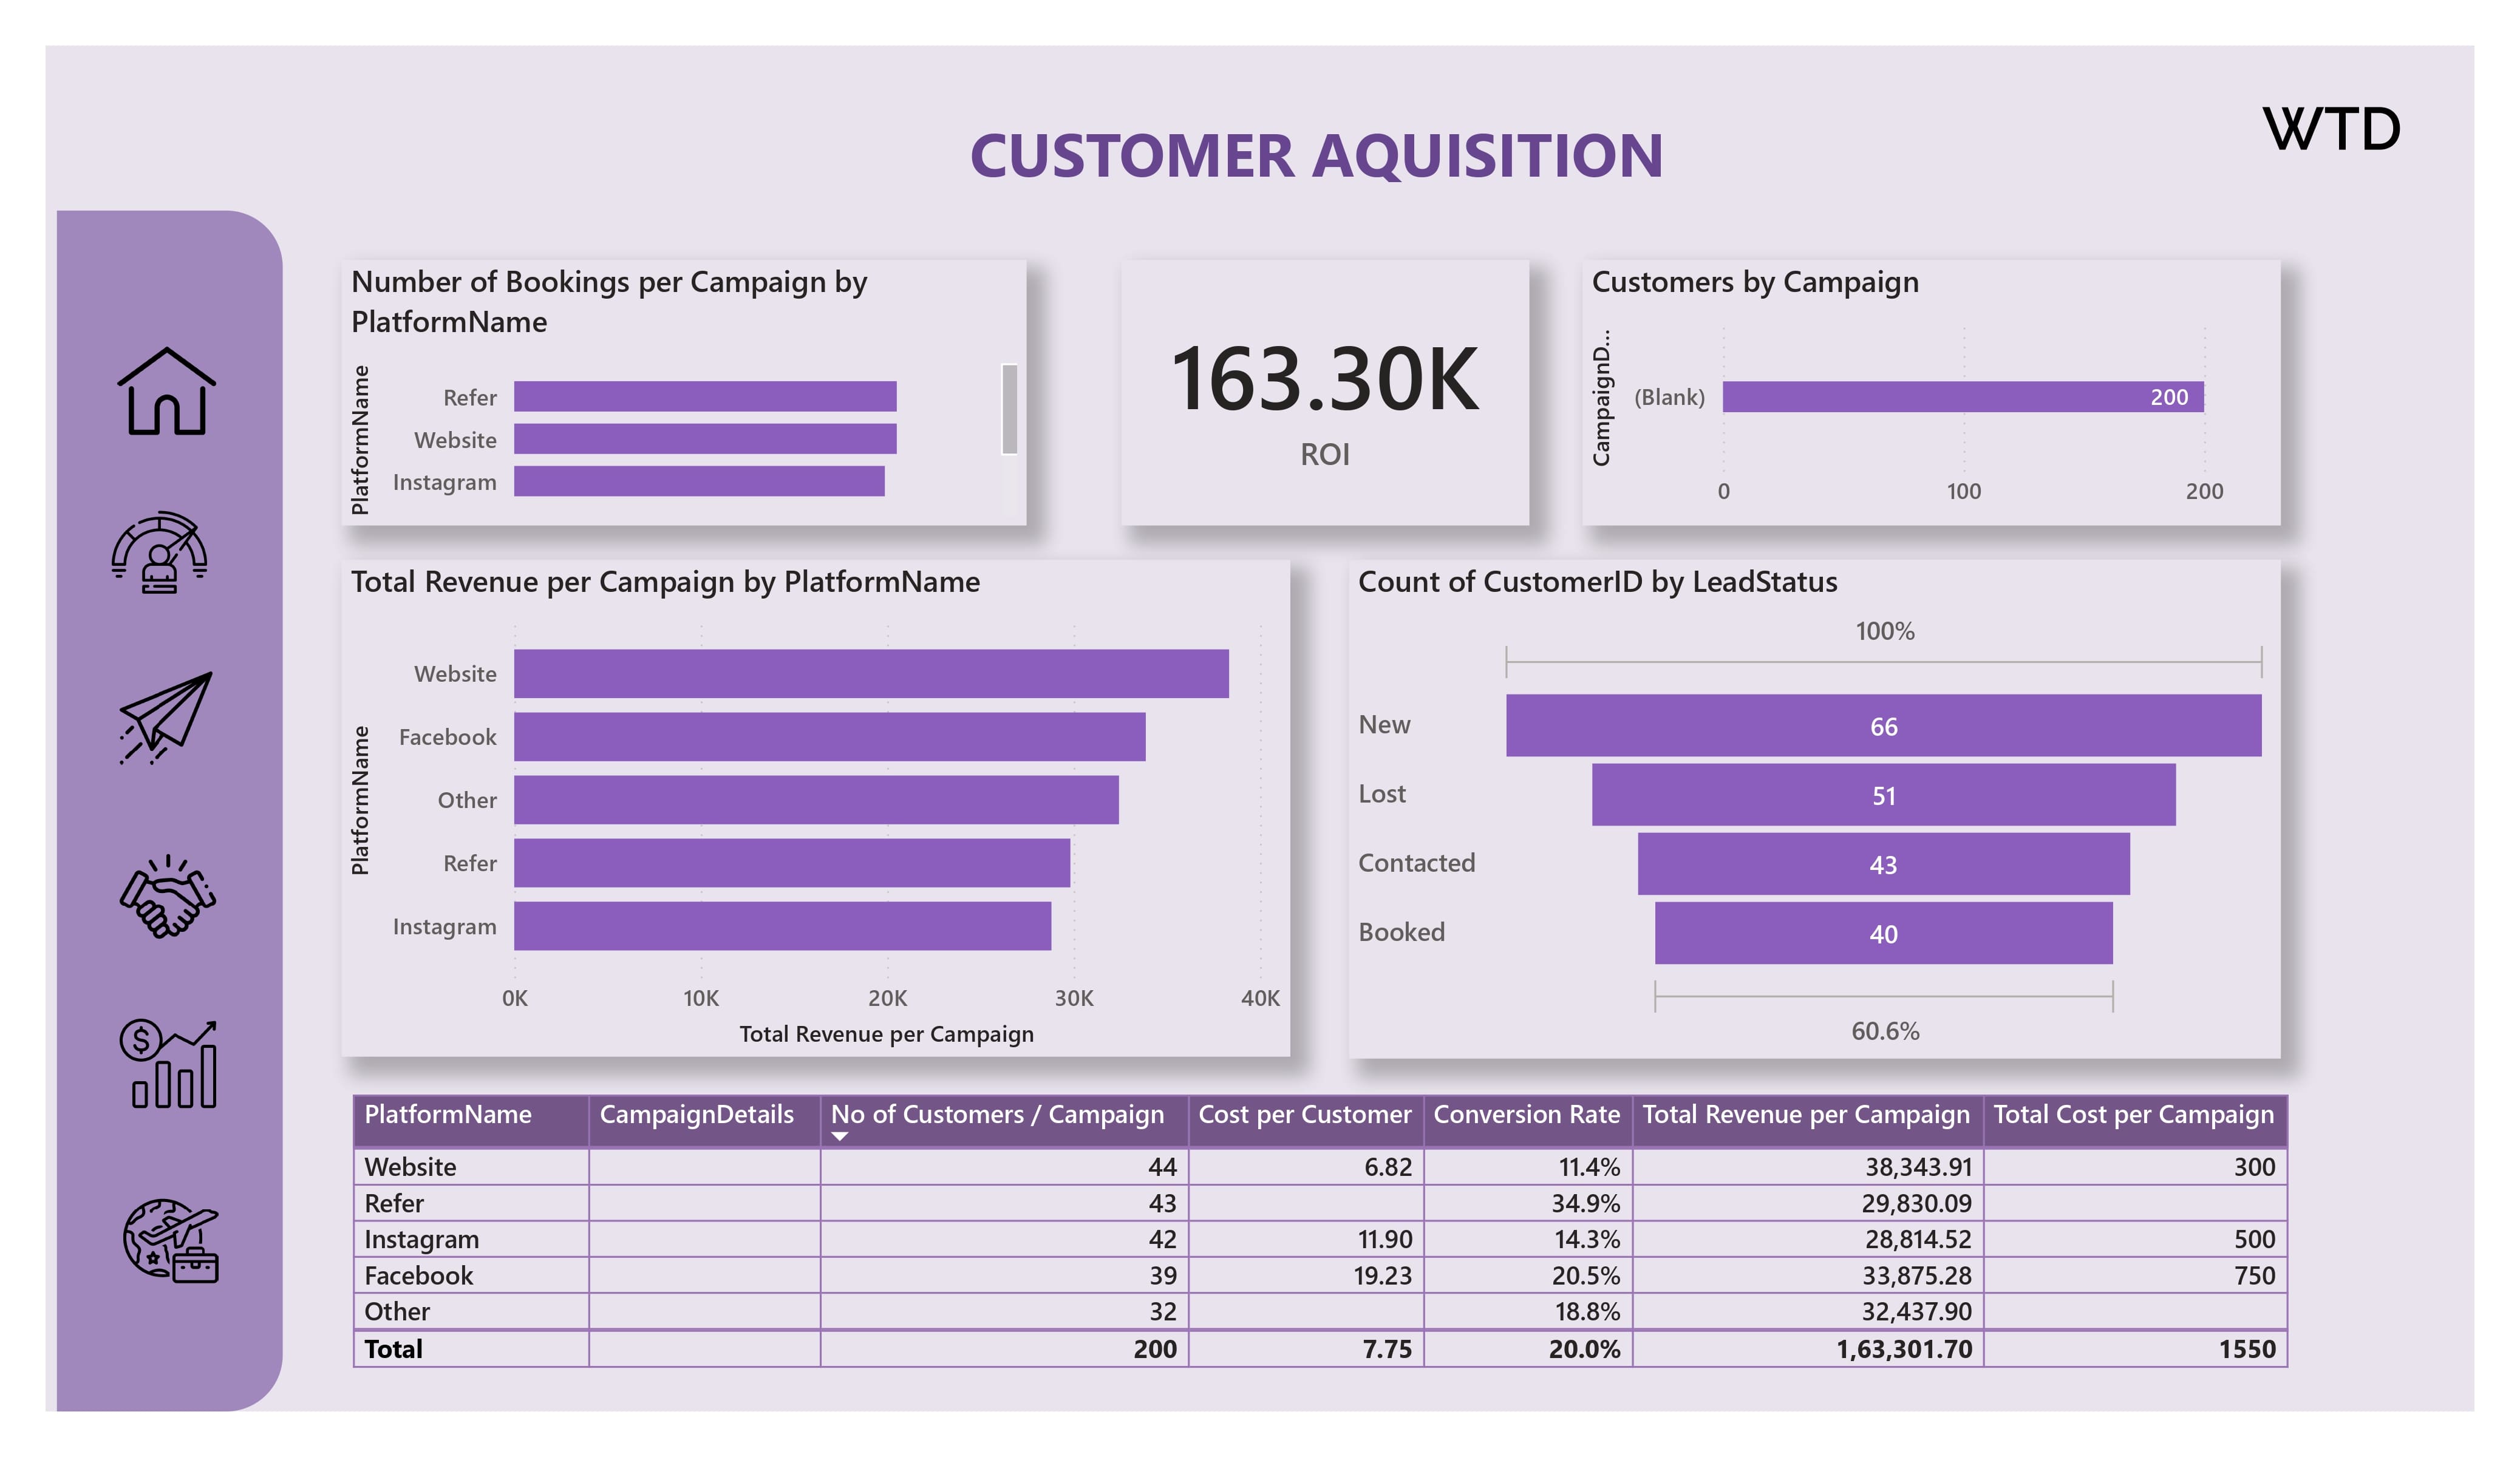 WTD
CUSTOMER AQUISITION
Number of Bookings per Campaign by
PlatformName
PlatformName
Refer
Website
Instagram
163.30K
ROI
Customers by Campaign
CampaignD...
(Blank)
200
0 100 200
Total Revenue per Campaign by PlatformName
PlatformName
Website
Facebook
Other
Refer
Instagram
0K 10K 20K 30K 40K
Total Revenue per Campaign
Count of CustomerID by LeadStatus
100%
New 66
Lost 51
Contacted 43
Booked 40
60.6%
PlatformName CampaignDetails No of Customers / Campaign Cost per Customer Conversion Rate Total Revenue per Campaign Total Cost per Campaign
Website 44 6.82 11.4% 38,343.91 300
Refer 43 34.9% 29,830.09
Instagram 42 11.90 14.3% 28,814.52 500
Facebook 39 19.23 20.5% 33,875.28 750
Other 32 18.8% 32,437.90
Total 200 7.75 20.0% 1,63,301.70 1550